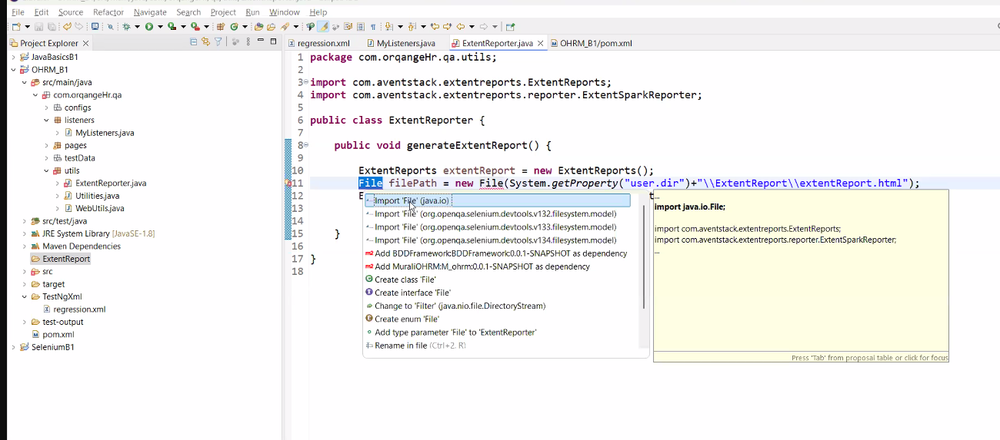 File Edit Source Refactor Navigate Search Project Run Window Help
Project Explorer
regression.xml MyListeners.java ExtentReporter.java OHRM_B1/pom.xml
JavaBasicsB1
OHRM_B1
src/main/java
com.orqangeHr.qa
configs
listeners
MyListeners.java
pages
testData
utils
ExtentReporter.java
Utilities.java
WebUtils.java
src/test/java
JRE System Library [JavaSE-1.8]
Maven Dependencies
ExtentReport
src
target
TestNgXml
regression.xml
test-output
pom.xml
SeleniumB1
1 package com.orqangeHr.qa.utils;
2
3 import com.aventstack.extentreports.ExtentReports;
4 import com.aventstack.extentreports.reporter.ExtentSparkReporter;
5
6 public class ExtentReporter {
7
8 public void generateExtentReport() {
9
10 ExtentReports extentReport = new ExtentReports();
11 File filePath = new File(System.getProperty("user.dir")+"\\ExtentReport\\extentReport.html");
12
13
14
15 }
16
17 }
18
Import 'File' (java.io)
Import 'File' (org.openqa.selenium.devtools.v132.filesystem.model)
Import 'File' (org.openqa.selenium.devtools.v133.filesystem.model)
Import 'File' (org.openqa.selenium.devtools.v134.filesystem.model)
Add BDDFramework:BDDFramework:0.0.1-SNAPSHOT as dependency
Add MuraliOHRM:M_ohrm:0.0.1-SNAPSHOT as dependency
Create class 'File'
Create interface 'File'
Change to 'Filter' (java.nio.file.DirectoryStream)
Create enum 'File'
Add type parameter 'File' to 'ExtentReporter'
Rename in file (Ctrl+2, R)
...
import java.io.File;
import com.aventstack.extentreports.ExtentReports;
import com.aventstack.extentreports.reporter.ExtentSparkReporter;
...
Press 'Tab' from proposal table or click for focus